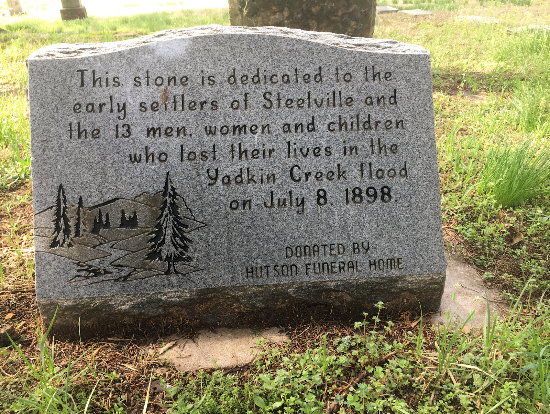 This stone is dedicated to the
early settlers of Steelville and
the 13 men, women and children
who lost their lives in the
Yadkin Creek flood
on July 8, 1898.
DONATED BY
HUTSON FUNERAL HOME